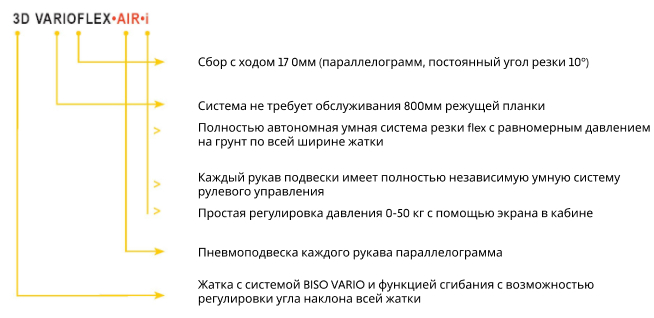 3D VARIOFLEX•AIR•i
Сбор с ходом 17 0мм (параллелограмм, постоянный угол резки 10°)
Система не требует обслуживания 800мм режущей планки
Полностью автономная умная система резки flex с равномерным давлением
на грунт по всей ширине жатки
Каждый рукав подвески имеет полностью независимую умную систему
рулевого управления
Простая регулировка давления 0-50 кг с помощью экрана в кабине
Пневмоподвеска каждого рукава параллелограмма
Жатка с системой BISO VARIO и функцией сгибания с возможностью
регулировки угла наклона всей жатки